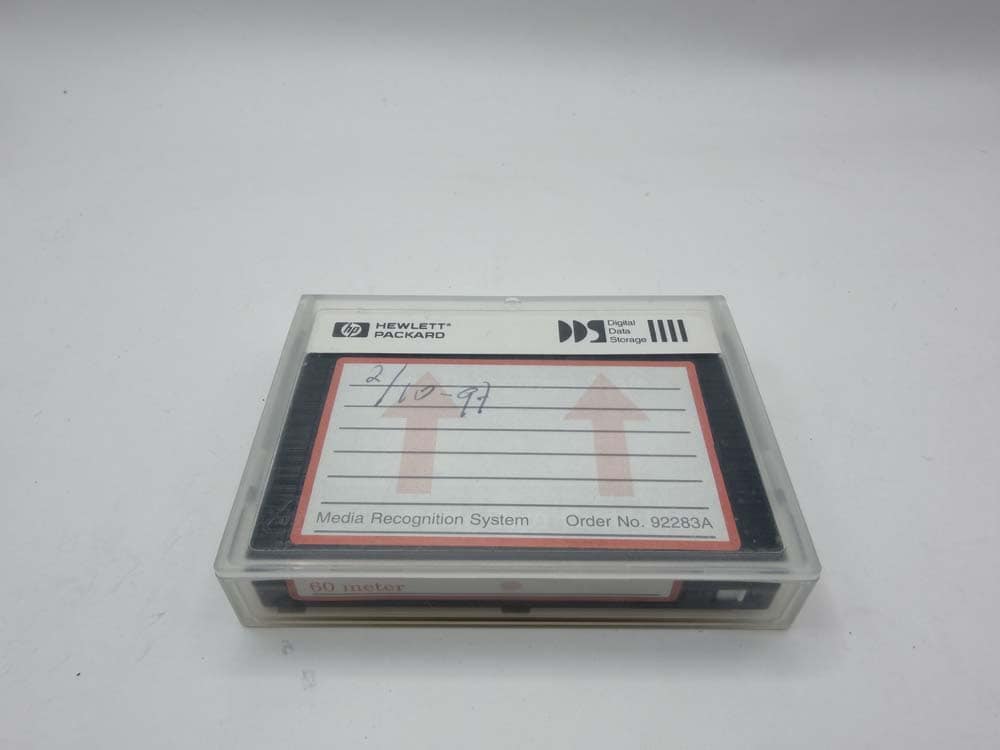 hp HEWLETT®
PACKARD
DDS Digital
Data
Storage
2/10-97
Media Recognition System Order No. 92283A
60 meter